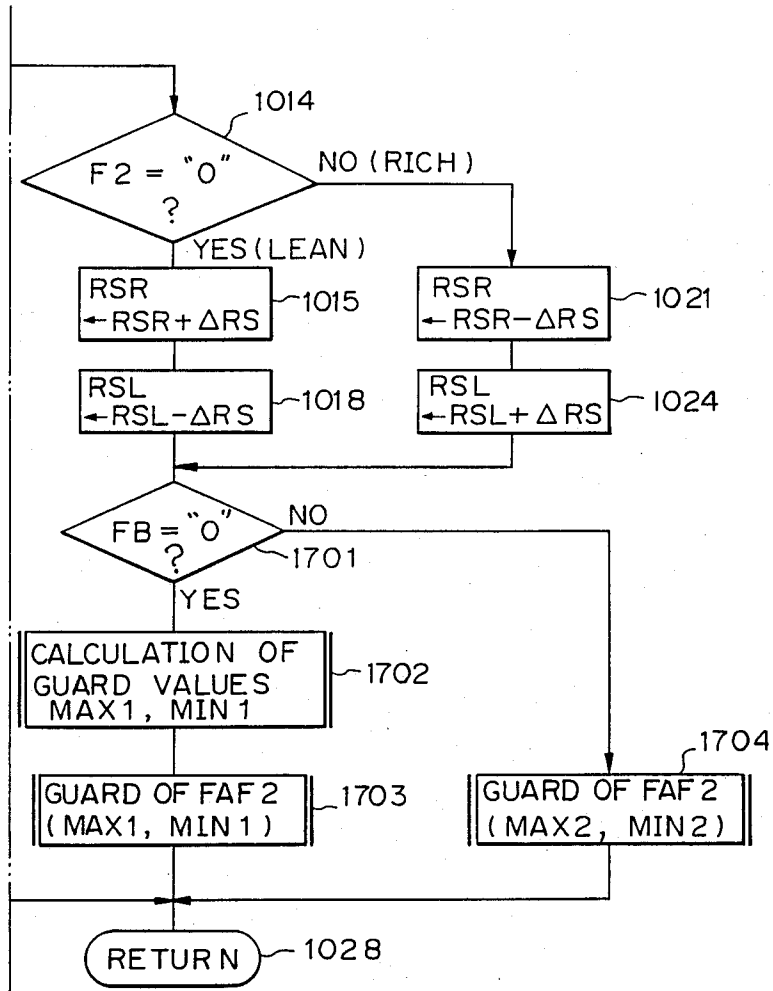 1014
F2 = "0"
?
NO (RICH)
YES (LEAN)
RSR
←RSR+ΔRS
1015
RSR
←RSR-ΔRS
1021
RSL
←RSL-ΔRS
1018
RSL
←RSL+ΔRS
1024
FB = "0"
?
NO
1701
YES
CALCULATION OF
GUARD VALUES
MAX1, MIN1
1702
GUARD OF FAF2
(MAX1, MIN1)
1703
1704
GUARD OF FAF2
(MAX2, MIN2)
RETURN
1028